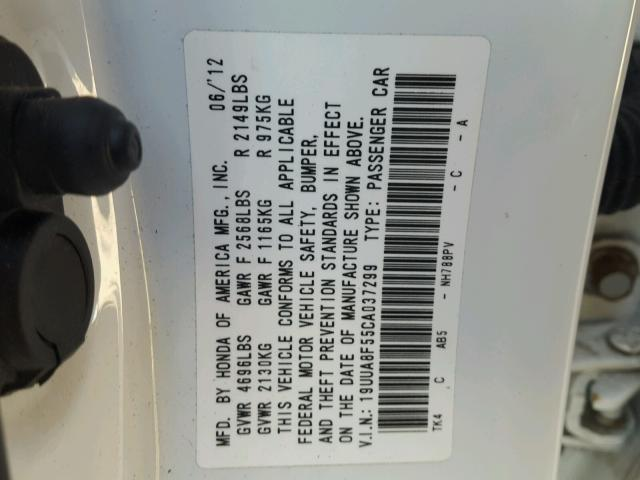 MFD. BY HONDA OF AMERICA MFG., INC. 06/'12
GVWR 4696LBS GAWR F 2568LBS R 2149LBS
GVWR 2130KG GAWR F 1165KG R 975KG
THIS VEHICLE CONFORMS TO ALL APPLICABLE
FEDERAL MOTOR VEHICLE SAFETY, BUMPER,
AND THEFT PREVENTION STANDARDS IN EFFECT
ON THE DATE OF MANUFACTURE SHOWN ABOVE.
V.I.N.: 19UUA8F55CA037299 TYPE: PASSENGER CAR
TK4 C AB5 - NH788PV - C - A